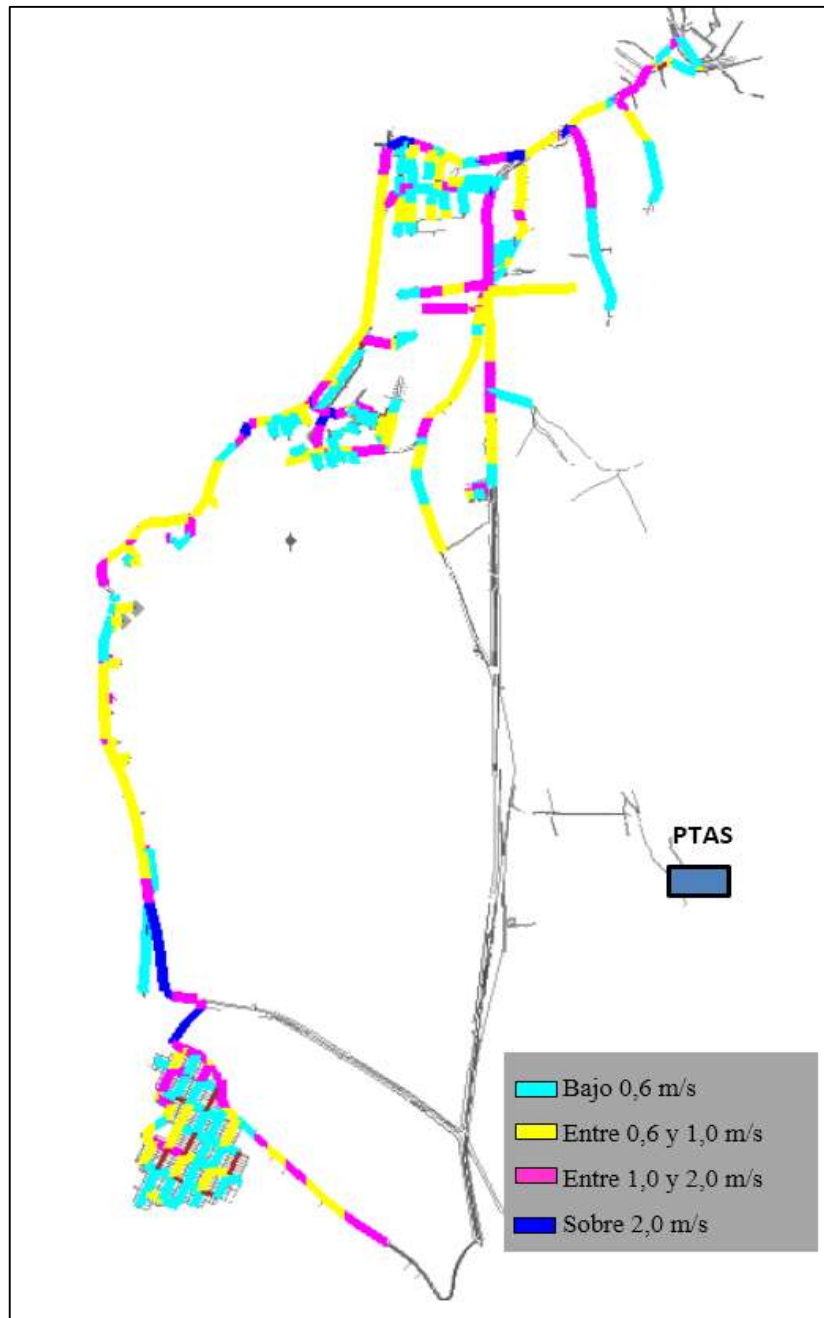 PTAS
Bajo 0,6 m/s
Entre 0,6 y 1,0 m/s
Entre 1,0 y 2,0 m/s
Sobre 2,0 m/s